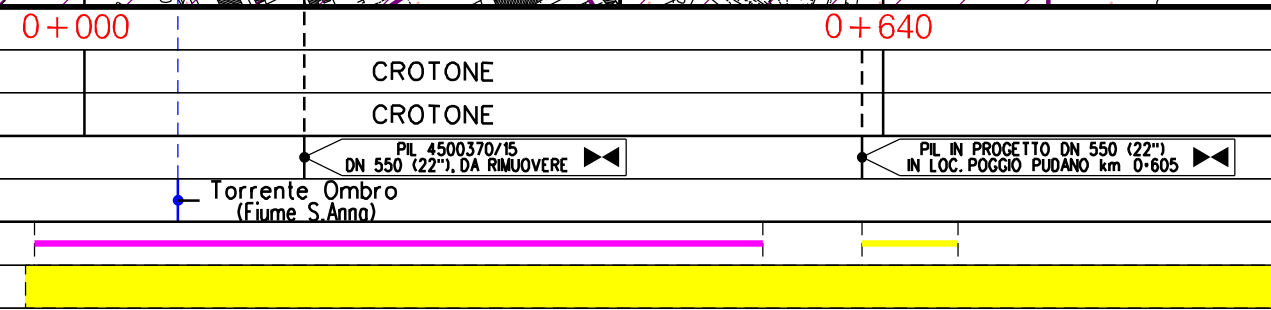 0+000
0+640
CROTONE
CROTONE
PIL 4500370/15
DN 550 (22"), DA RIMUOVERE
PIL IN PROGETTO DN 550 (22")
IN LOC. POGGIO PUDANO km 0+605
Torrente Ombro
(Fiume S.Anna)